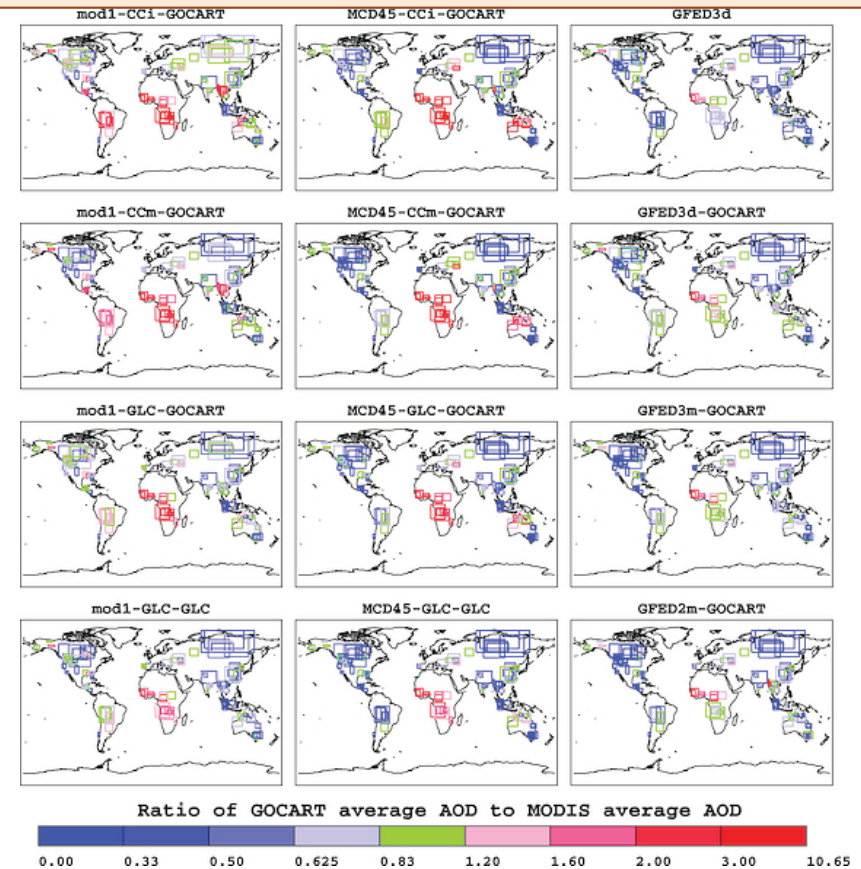 mod1-CCi-GOCART MCD45-CCi-GOCART GFED3d
mod1-CCm-GOCART MCD45-CCm-GOCART GFED3d-GOCART
mod1-GLC-GOCART MCD45-GLC-GOCART GFED3m-GOCART
mod1-GLC-GLC MCD45-GLC-GLC GFED2m-GOCART
Ratio of GOCART average AOD to MODIS average AOD
0.00 0.33 0.50 0.625 0.83 1.20 1.60 2.00 3.00 10.65